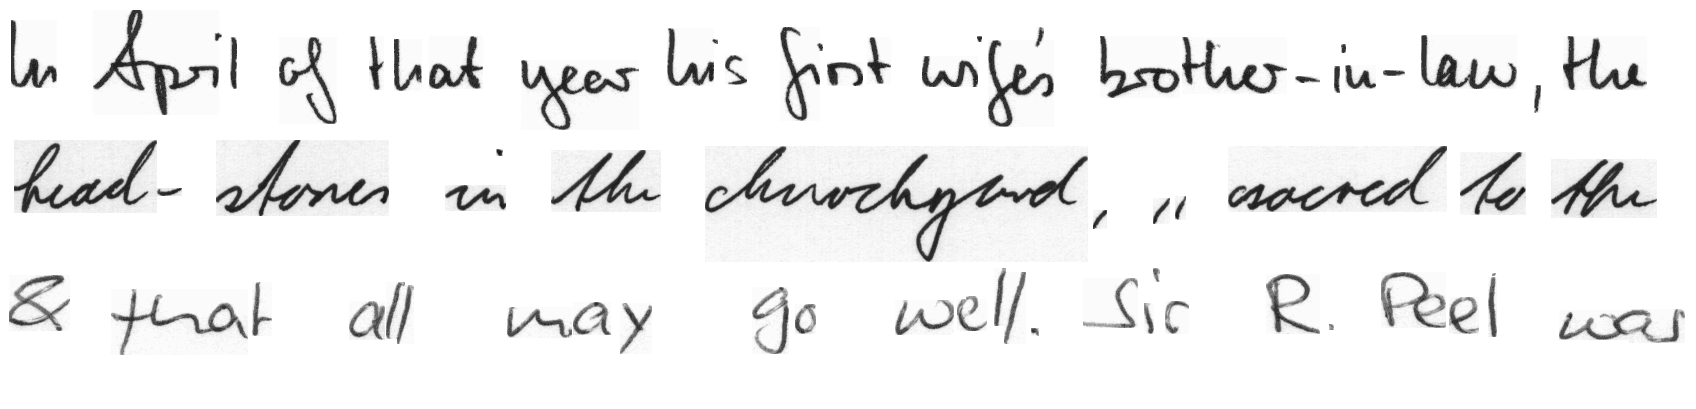 In April of that year his first wife's brother-in-law, the
head- stones in the churchyard, " sacred to the
& that all may go well. Sir R. Peel was